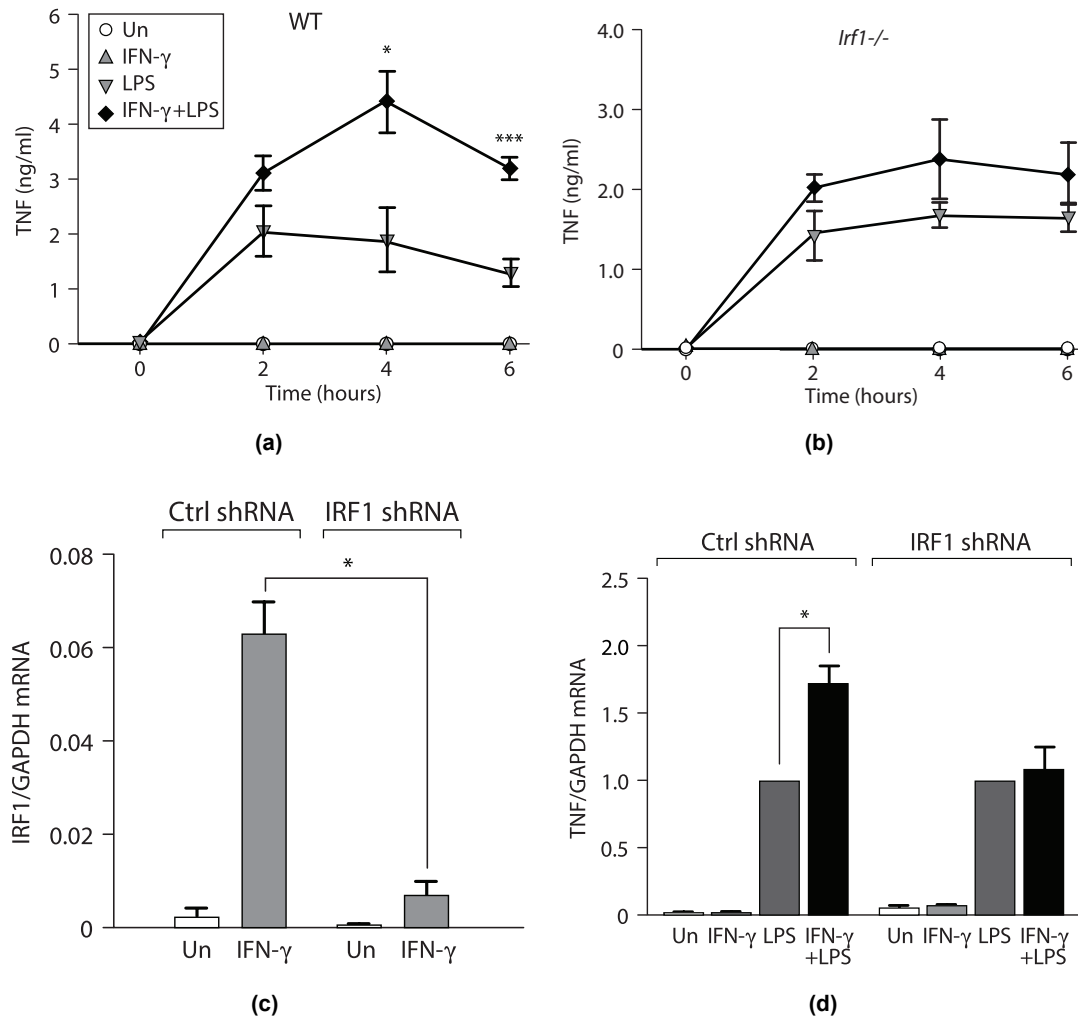 WT
Un
IFN-γ
LPS
IFN-γ+LPS
*
***
6
5
4
3
2
1
0
TNF (ng/ml)
0 2 4 6
Time (hours)
(a)
Irf1-/-
4.0
3.0
2.0
1.0
0
TNF (ng/ml)
0 2 4 6
Time (hours)
(b)
Ctrl shRNA IRF1 shRNA
*
0.08
0.06
0.04
0.02
0
IRF1/GAPDH mRNA
Un IFN-γ Un IFN-γ
(c)
Ctrl shRNA IRF1 shRNA
*
2.5
2.0
1.5
1.0
0.5
0
TNF/GAPDH mRNA
Un IFN-γ LPS IFN-γ Un IFN-γ LPS IFN-γ
+LPS +LPS
(d)